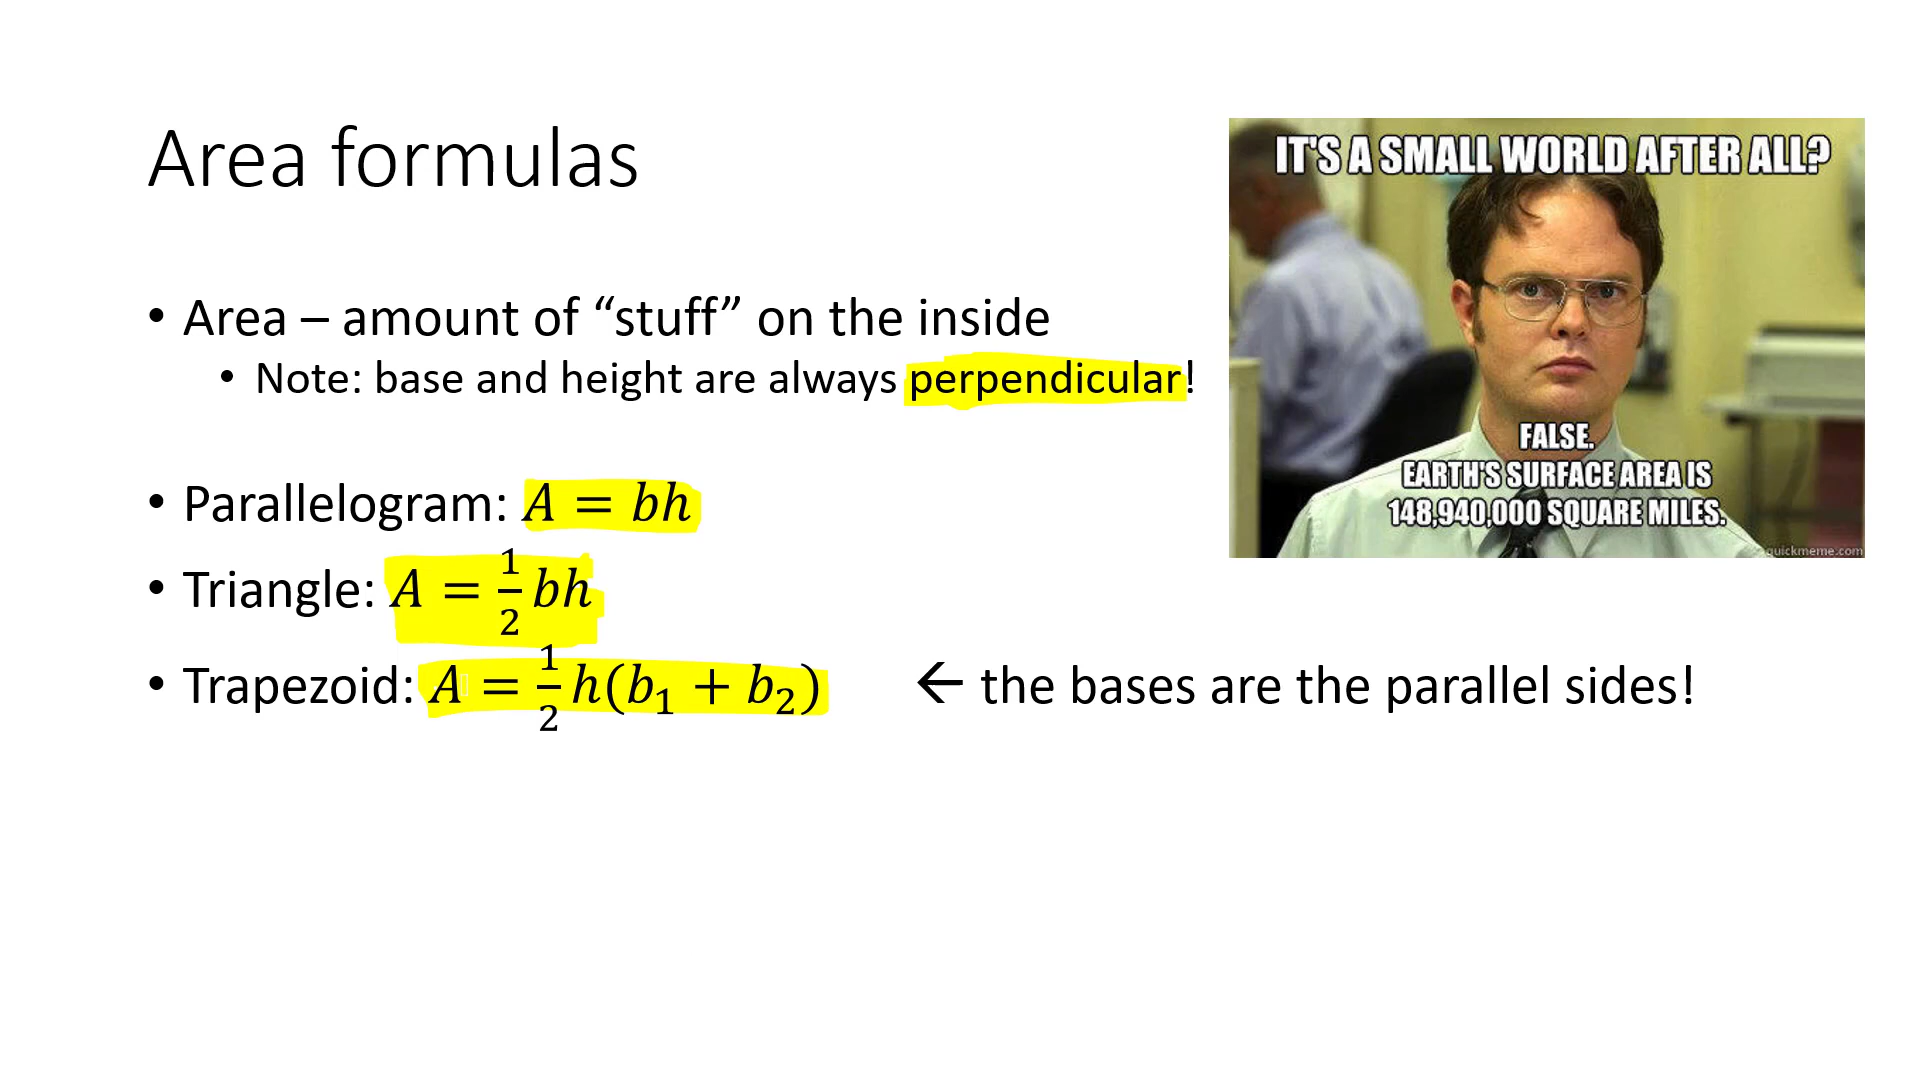 Area formulas
• Area – amount of “stuff” on the inside
• Note: base and height are always perpendicular!
• Parallelogram: A = bh
• Triangle: A = 1/2 bh
• Trapezoid: A = 1/2 h(b₁ + b₂) ← the bases are the parallel sides!
IT'S A SMALL WORLD AFTER ALL?
FALSE.
EARTH'S SURFACE AREA IS
148,940,000 SQUARE MILES.
quickmeme.com